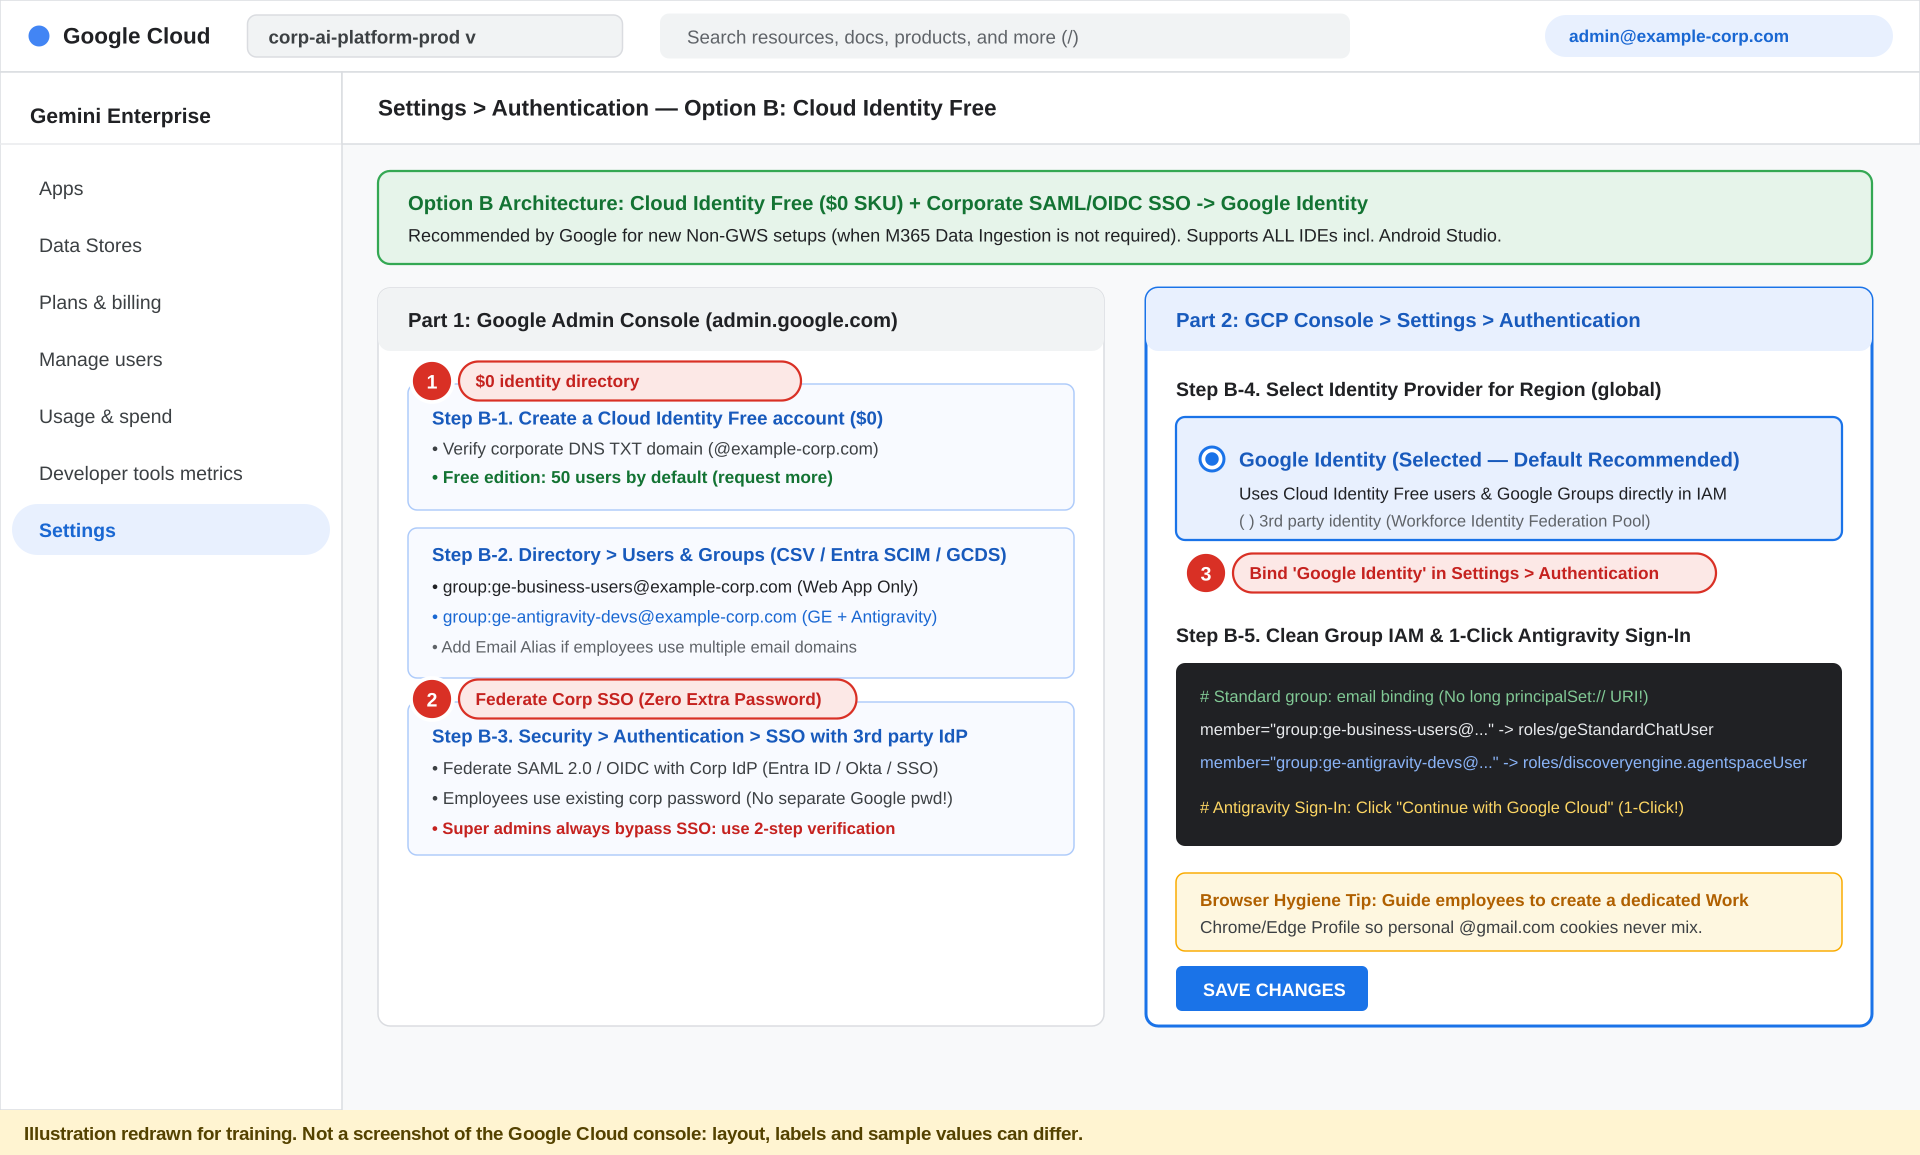 Google Cloud
corp-ai-platform-prod v
Search resources, docs, products, and more (/)
admin@example-corp.com
Gemini Enterprise
Apps
Data Stores
Plans & billing
Manage users
Usage & spend
Developer tools metrics
Settings
Settings > Authentication — Option B: Cloud Identity Free
Option B Architecture: Cloud Identity Free ($0 SKU) + Corporate SAML/OIDC SSO -> Google Identity
Recommended by Google for new Non-GWS setups (when M365 Data Ingestion is not required). Supports ALL IDEs incl. Android Studio.
Part 1: Google Admin Console (admin.google.com)
1 $0 identity directory
Step B-1. Create a Cloud Identity Free account ($0)
• Verify corporate DNS TXT domain (@example-corp.com)
• Free edition: 50 users by default (request more)
Step B-2. Directory > Users & Groups (CSV / Entra SCIM / GCDS)
• group:ge-business-users@example-corp.com (Web App Only)
• group:ge-antigravity-devs@example-corp.com (GE + Antigravity)
• Add Email Alias if employees use multiple email domains
2 Federate Corp SSO (Zero Extra Password)
Step B-3. Security > Authentication > SSO with 3rd party IdP
• Federate SAML 2.0 / OIDC with Corp IdP (Entra ID / Okta / SSO)
• Employees use existing corp password (No separate Google pwd!)
• Super admins always bypass SSO: use 2-step verification
Part 2: GCP Console > Settings > Authentication
Step B-4. Select Identity Provider for Region (global)
Google Identity (Selected — Default Recommended)
Uses Cloud Identity Free users & Google Groups directly in IAM
( ) 3rd party identity (Workforce Identity Federation Pool)
3 Bind 'Google Identity' in Settings > Authentication
Step B-5. Clean Group IAM & 1-Click Antigravity Sign-In
# Standard group: email binding (No long principalSet:// URI!)
member="group:ge-business-users@..." -> roles/geStandardChatUser
member="group:ge-antigravity-devs@..." -> roles/discoveryengine.agentspaceUser
# Antigravity Sign-In: Click "Continue with Google Cloud" (1-Click!)
Browser Hygiene Tip: Guide employees to create a dedicated Work
Chrome/Edge Profile so personal @gmail.com cookies never mix.
SAVE CHANGES
Illustration redrawn for training. Not a screenshot of the Google Cloud console: layout, labels and sample values can differ.